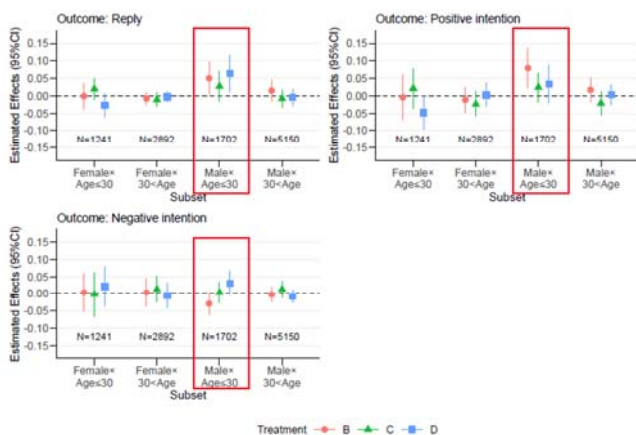 Outcome: Reply
Estimated Effects (95%CI)
0.15
0.10
0.05
0.00
-0.05
-0.10
-0.15
N=1241
N=2892
N=1702
N=5150
Female×
Age≤30
Female×
30<Age
Male×
Age≤30
Male×
30<Age
Subset
Outcome: Positive intention
Estimated Effects (95%CI)
0.15
0.10
0.05
0.00
-0.05
-0.10
-0.15
N=1241
N=2892
N=1702
N=5150
Female×
Age≤30
Female×
30<Age
Male×
Age≤30
Male×
30<Age
Subset
Outcome: Negative intention
Estimated Effects (95%CI)
0.15
0.10
0.05
0.00
-0.05
-0.10
-0.15
N=1241
N=2892
N=1702
N=5150
Female×
Age≤30
Female×
30<Age
Male×
Age≤30
Male×
30<Age
Subset
Treatment B C D